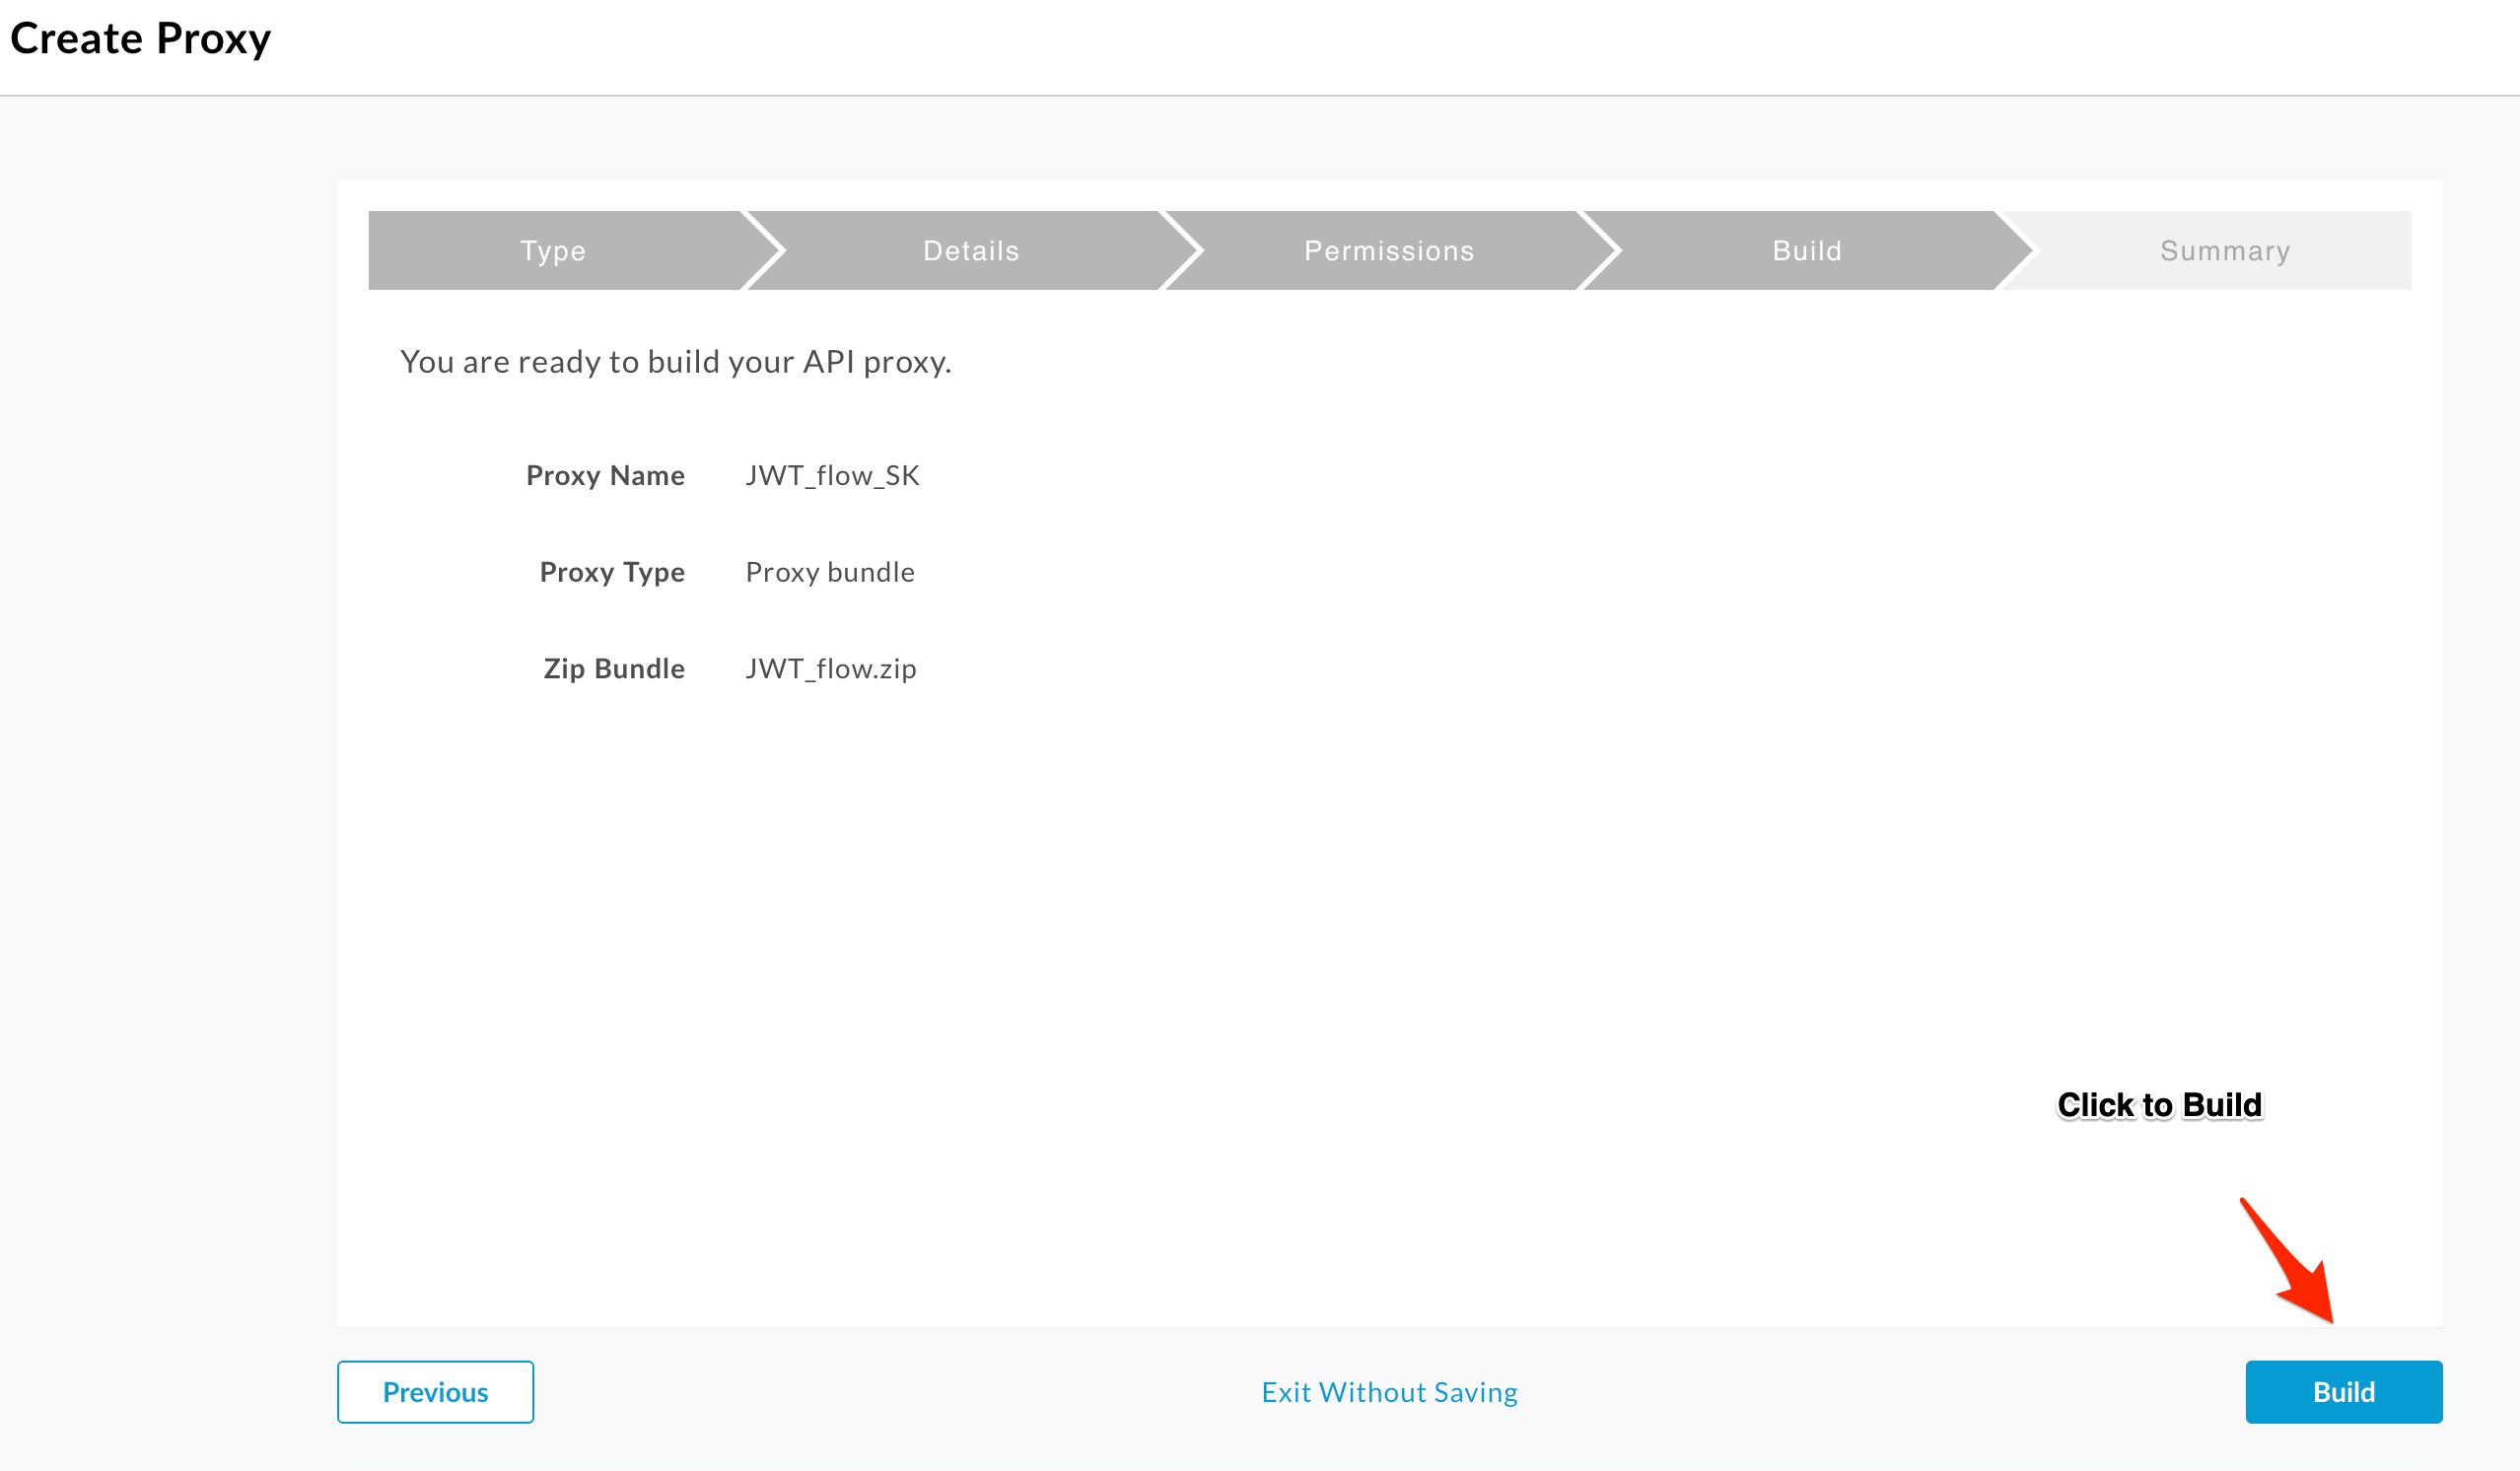 Create Proxy
Type Details Permissions Build Summary
You are ready to build your API proxy.
Proxy Name JWT_flow_SK
Proxy Type Proxy bundle
Zip Bundle JWT_flow.zip
Click to Build
Previous Exit Without Saving Build